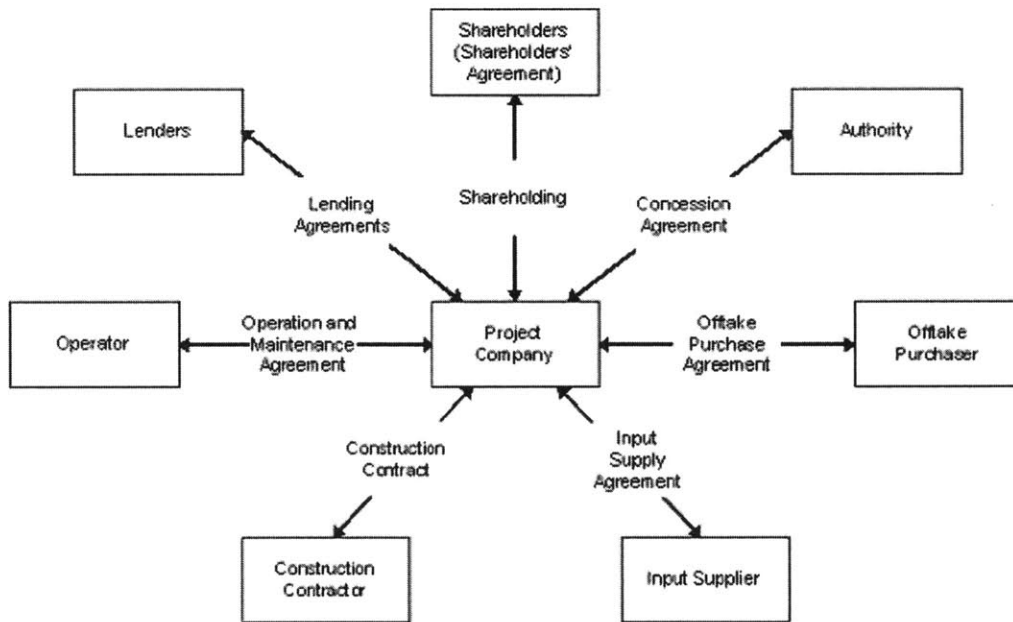 Shareholders
(Shareholders'
Agreement)
Lenders
Authority
Lending
Agreements
Shareholding
Concession
Agreement
Operator
Operation and
Maintenance
Agreement
Project
Company
Offtake
Purchase
Agreement
Offtake
Purchaser
Construction
Contract
Input
Supply
Agreement
Construction
Contractor
Input Supplier